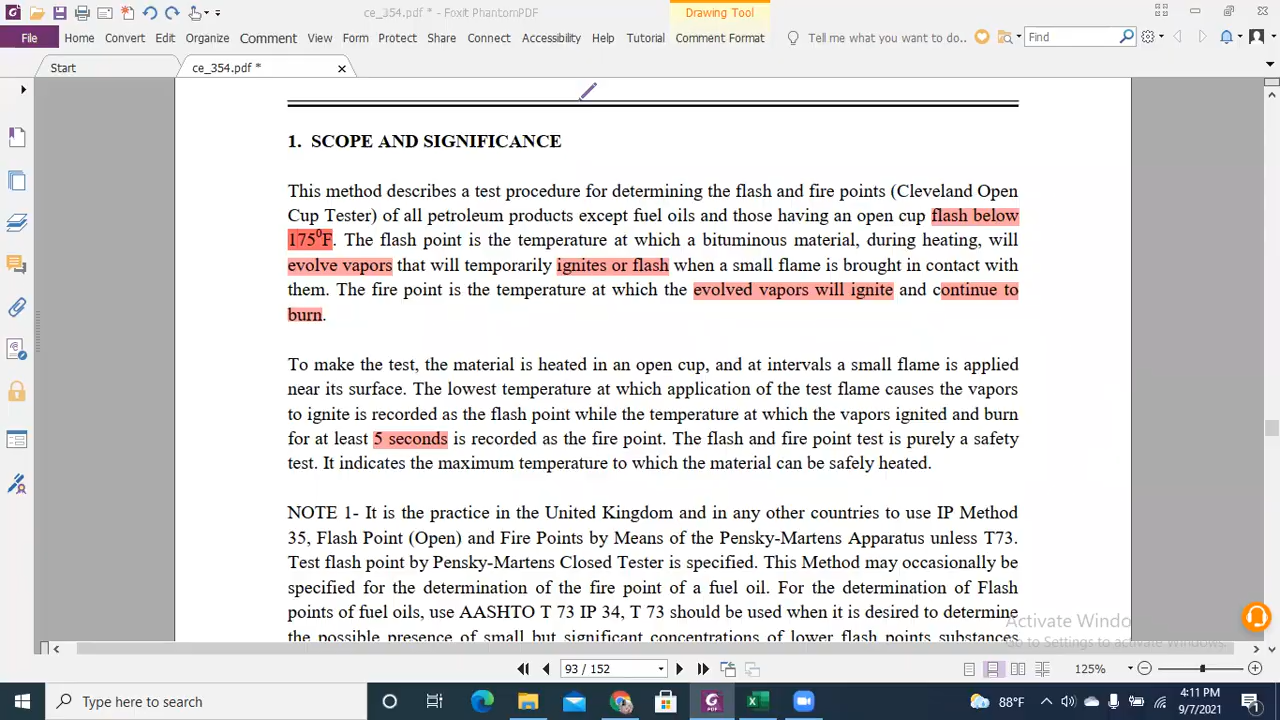 ce_354.pdf * - Foxit PhantomPDF
Drawing Tool
File Home Convert Edit Organize Comment View Form Protect Share Connect Accessibility Help Tutorial Comment Format Tell me what you want to do.. Find
Start ce_354.pdf *
1. SCOPE AND SIGNIFICANCE
This method describes a test procedure for determining the flash and fire points (Cleveland Open
Cup Tester) of all petroleum products except fuel oils and those having an open cup flash below
175⁰F. The flash point is the temperature at which a bituminous material, during heating, will
evolve vapors that will temporarily ignites or flash when a small flame is brought in contact with
them. The fire point is the temperature at which the evolved vapors will ignite and continue to
burn.
To make the test, the material is heated in an open cup, and at intervals a small flame is applied
near its surface. The lowest temperature at which application of the test flame causes the vapors
to ignite is recorded as the flash point while the temperature at which the vapors ignited and burn
for at least 5 seconds is recorded as the fire point. The flash and fire point test is purely a safety
test. It indicates the maximum temperature to which the material can be safely heated.
NOTE 1- It is the practice in the United Kingdom and in any other countries to use IP Method
35, Flash Point (Open) and Fire Points by Means of the Pensky-Martens Apparatus unless T73.
Test flash point by Pensky-Martens Closed Tester is specified. This Method may occasionally be
specified for the determination of the fire point of a fuel oil. For the determination of Flash
points of fuel oils, use AASHTO T 73 IP 34, T 73 should be used when it is desired to determine
the possible presence of small but significant concentrations of lower flash points substances
Activate Windo
Go to Settings to activate Windows.
93 / 152 125%
Type here to search 88°F 4:11 PM
9/7/2021